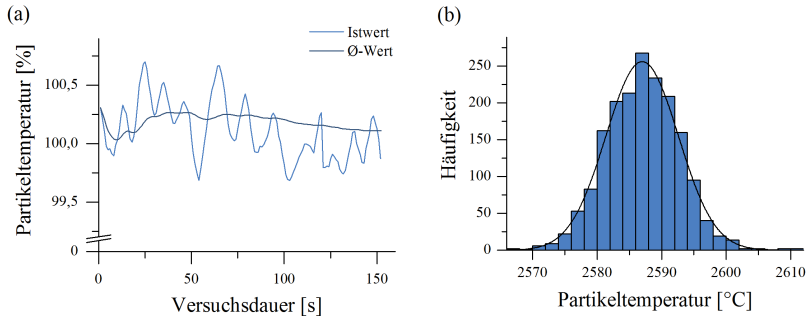 (a)
Istwert
Ø-Wert
Partikeltemperatur [%]
100,5
100,0
99,5
0
0
50
100
150
Versuchsdauer [s]
(b)
Häufigkeit
250
200
150
100
50
0
2570
2580
2590
2600
2610
Partikeltemperatur [°C]